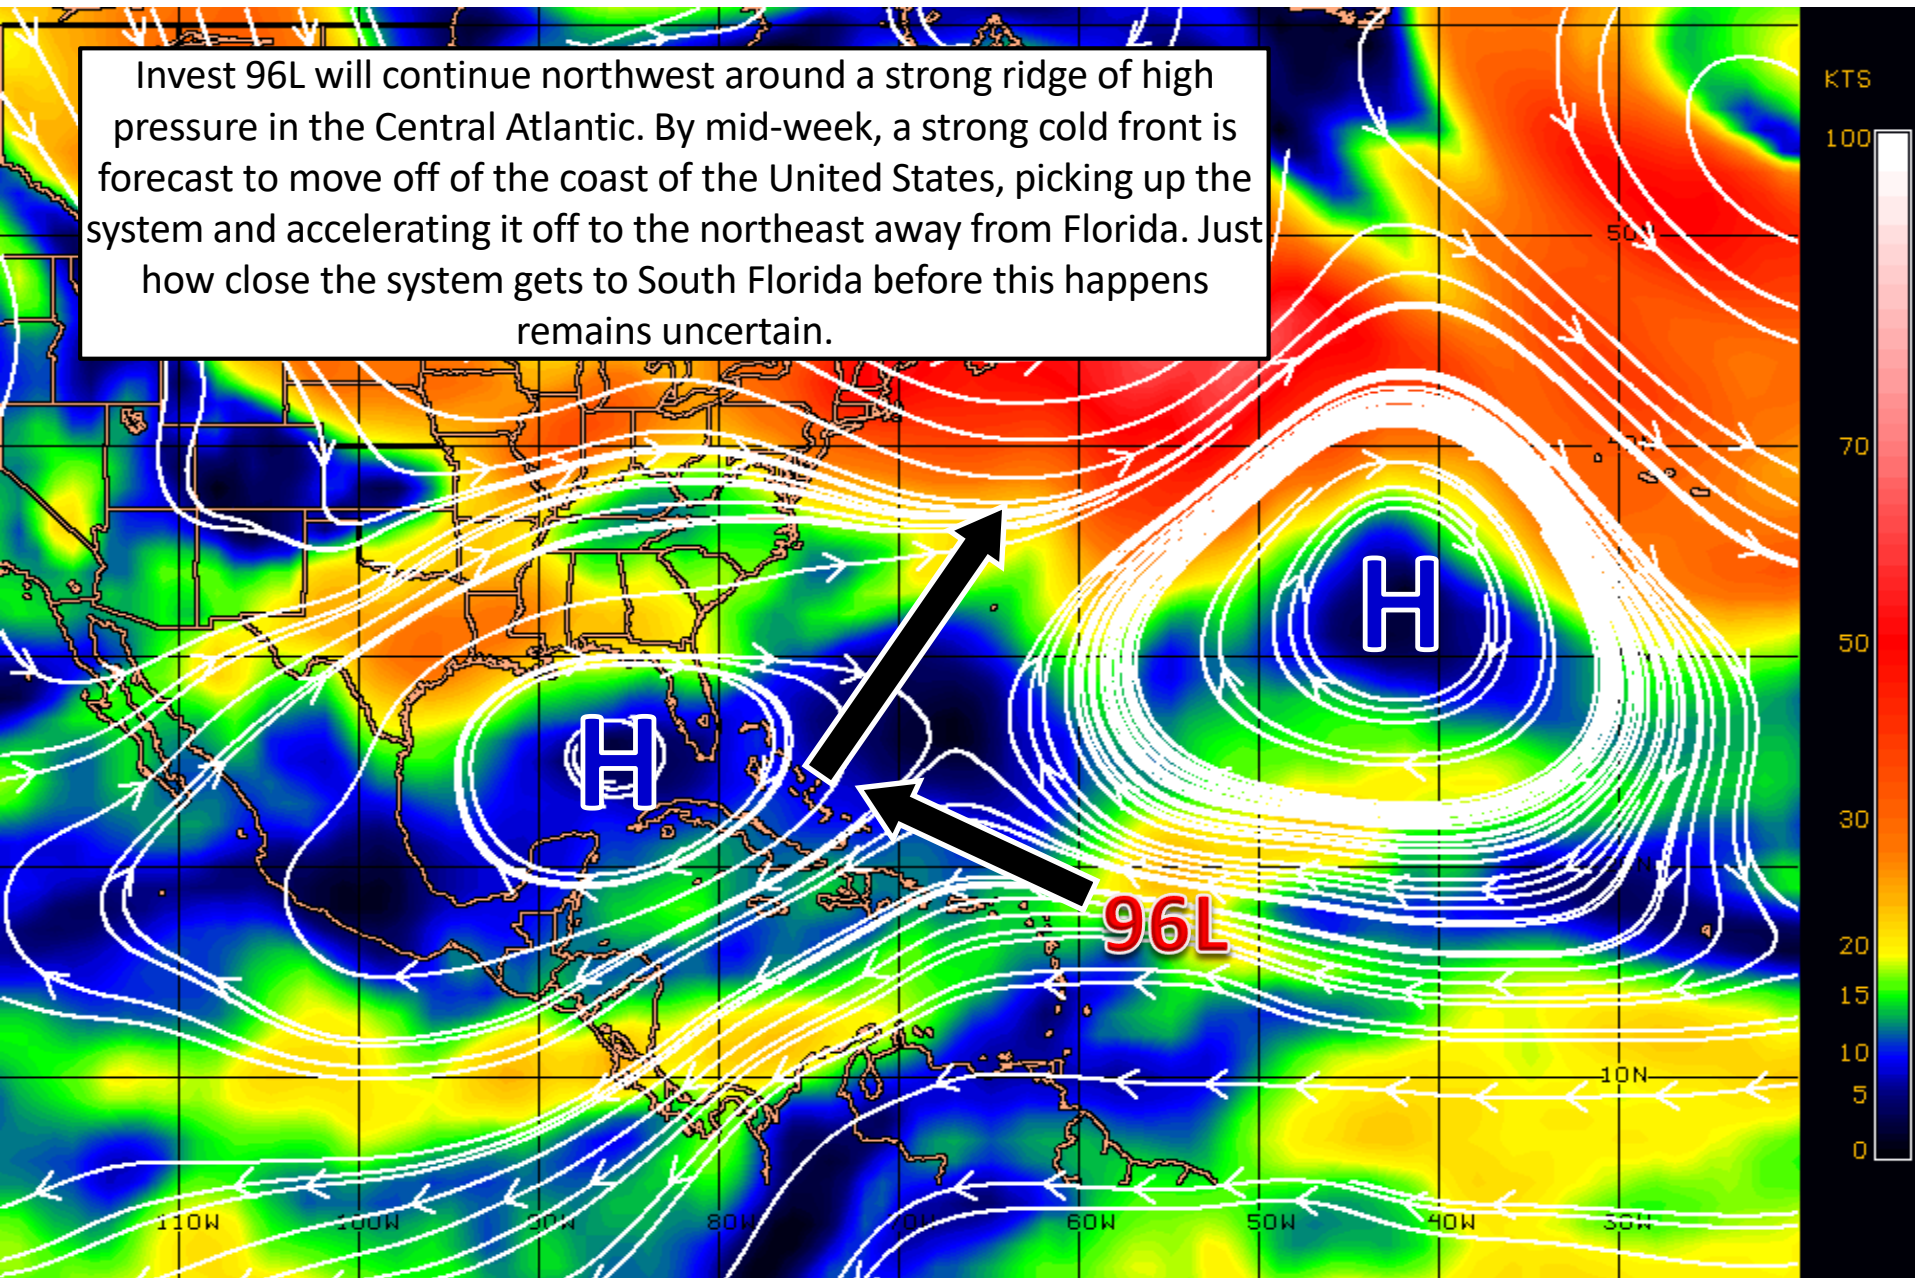 Invest 96L will continue northwest around a strong ridge of high
pressure in the Central Atlantic. By mid-week, a strong cold front is
forecast to move off of the coast of the United States, picking up the
system and accelerating it off to the northeast away from Florida. Just
how close the system gets to South Florida before this happens
remains uncertain.
KTS
100
70
50
30
20
15
10
5
0
H
H
96L
10N
110W
100W
90W
80W
70W
60W
50W
40W
30W